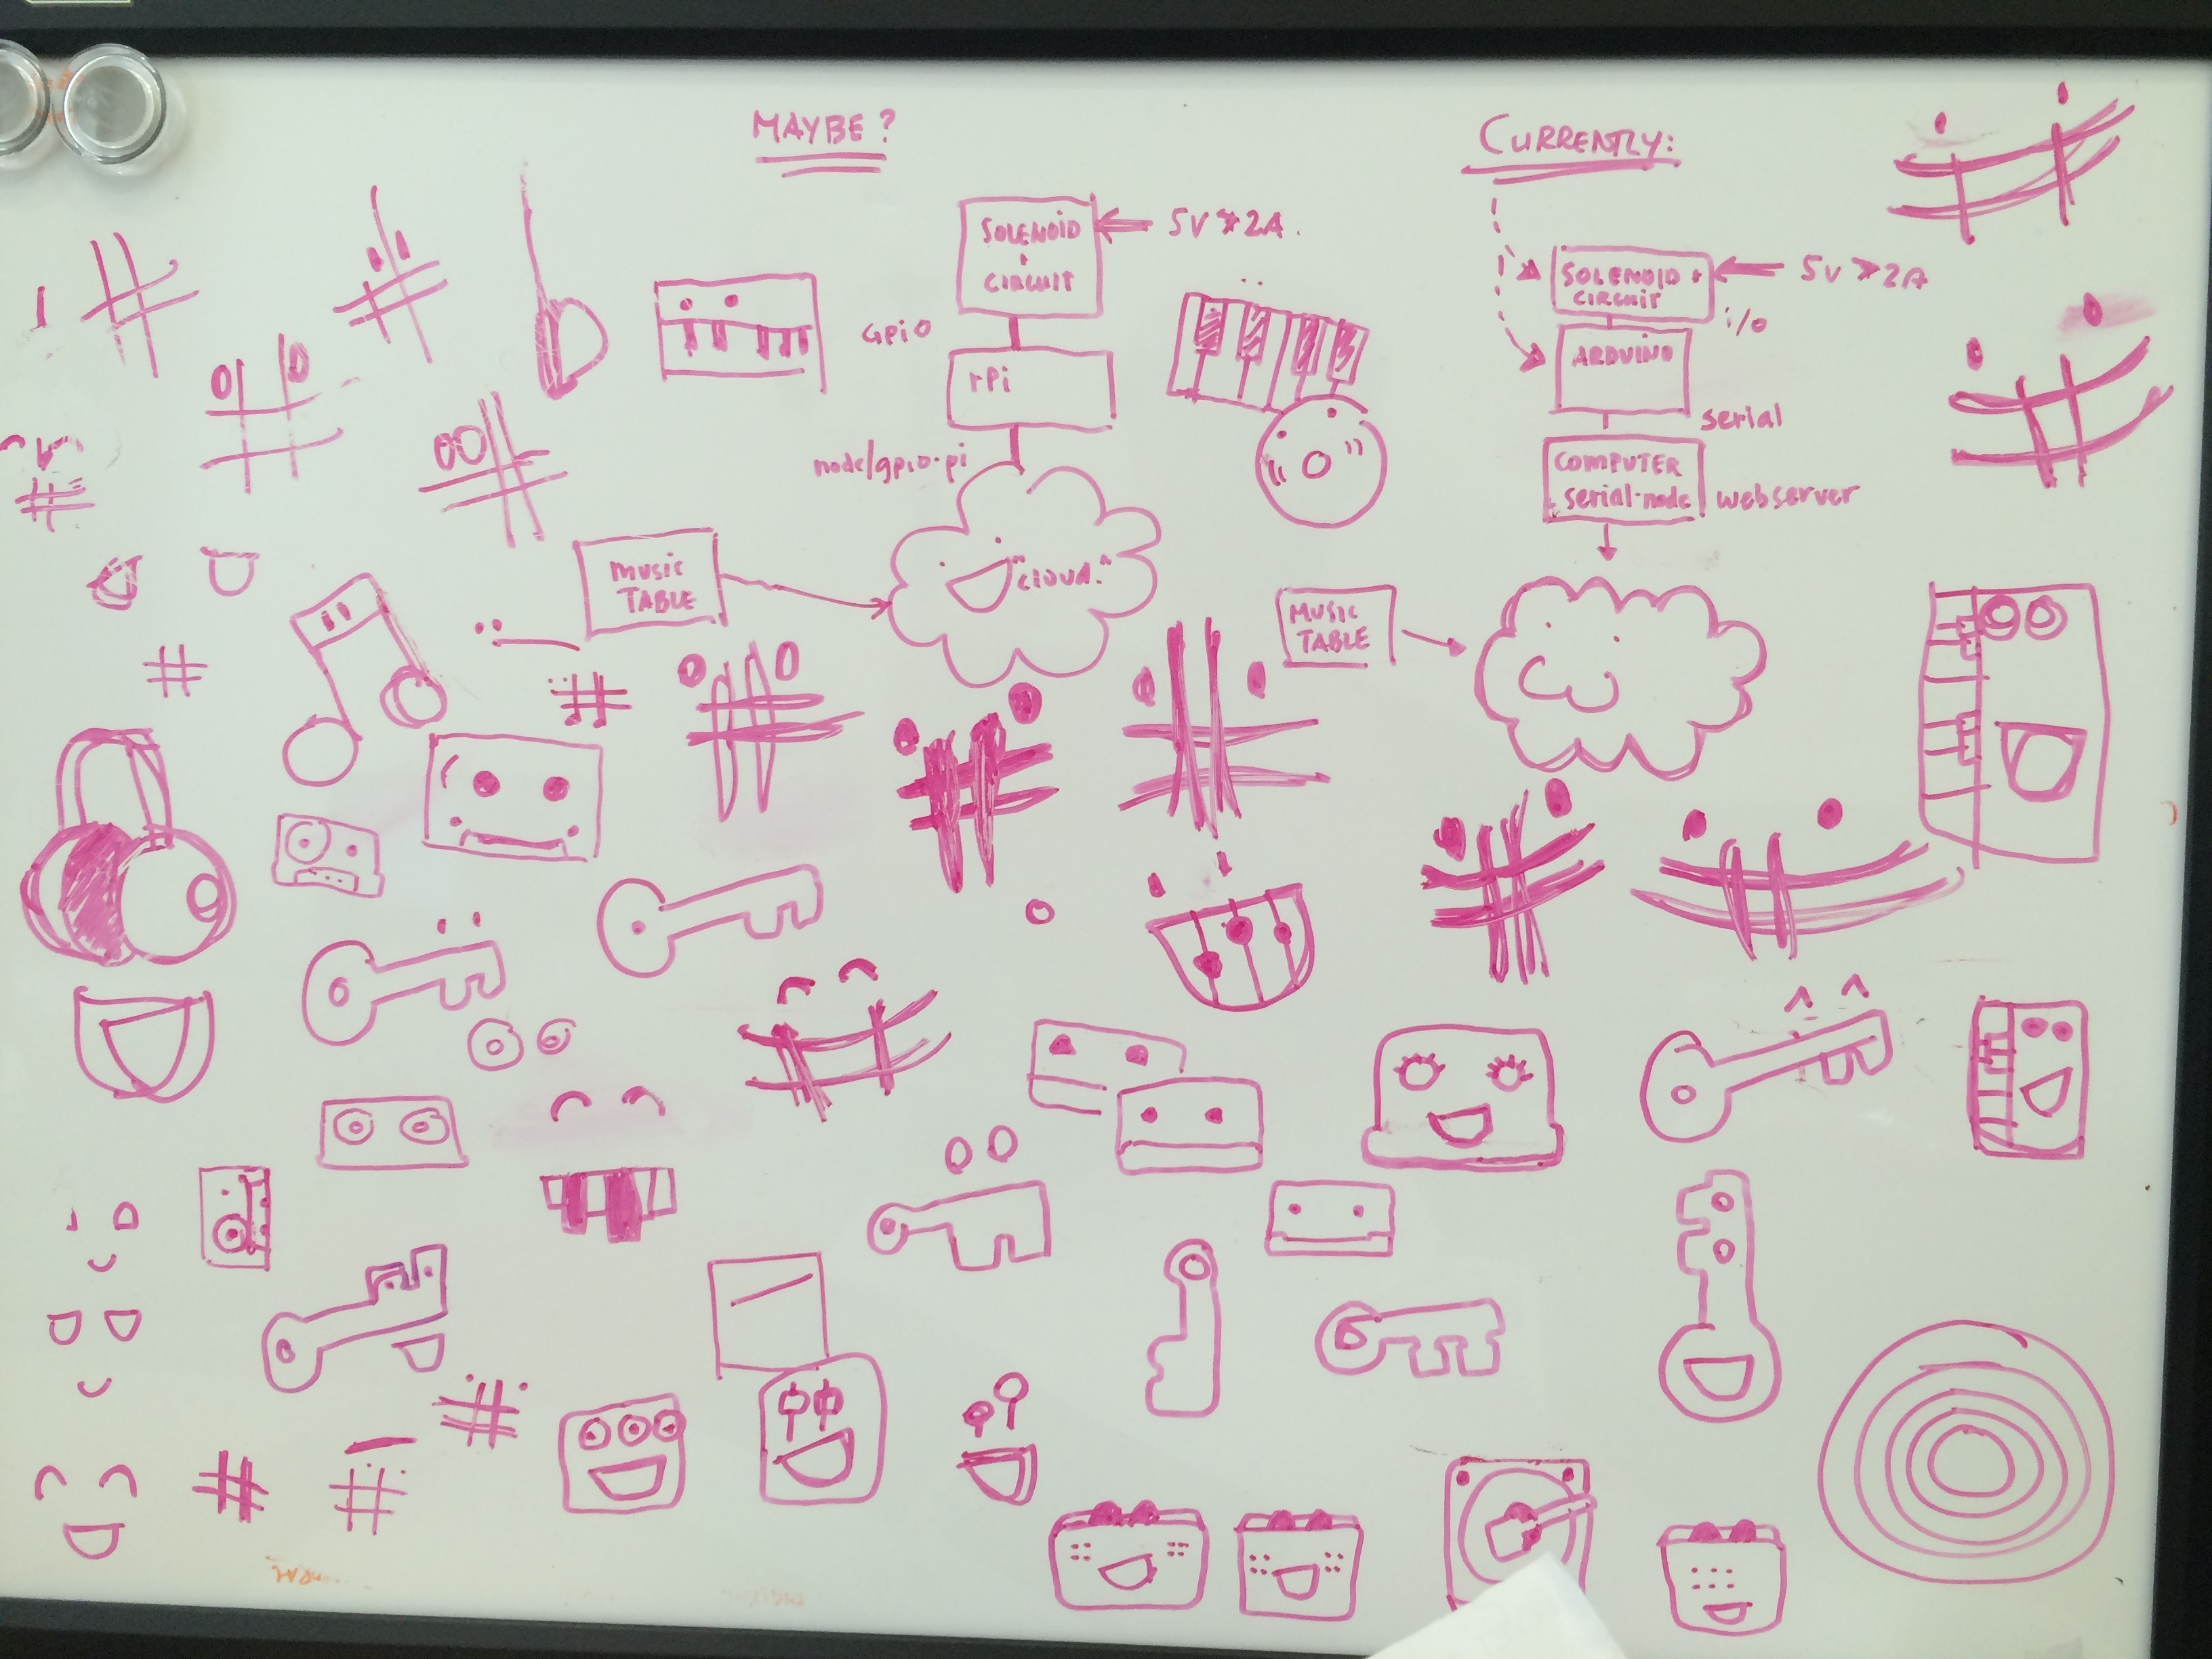 MAYBE?
SOLENOID
+
CIRCUIT
5V 2A.
GPiO
rPi
node/gpio-pi
MUSIC
TABLE
"CLOUD."
CURRENTLY:
SOLENOID +
CIRCUIT
5V 2A
i/o
ARDUINO
serial
COMPUTER
serial-node
webserver
MUSIC
TABLE